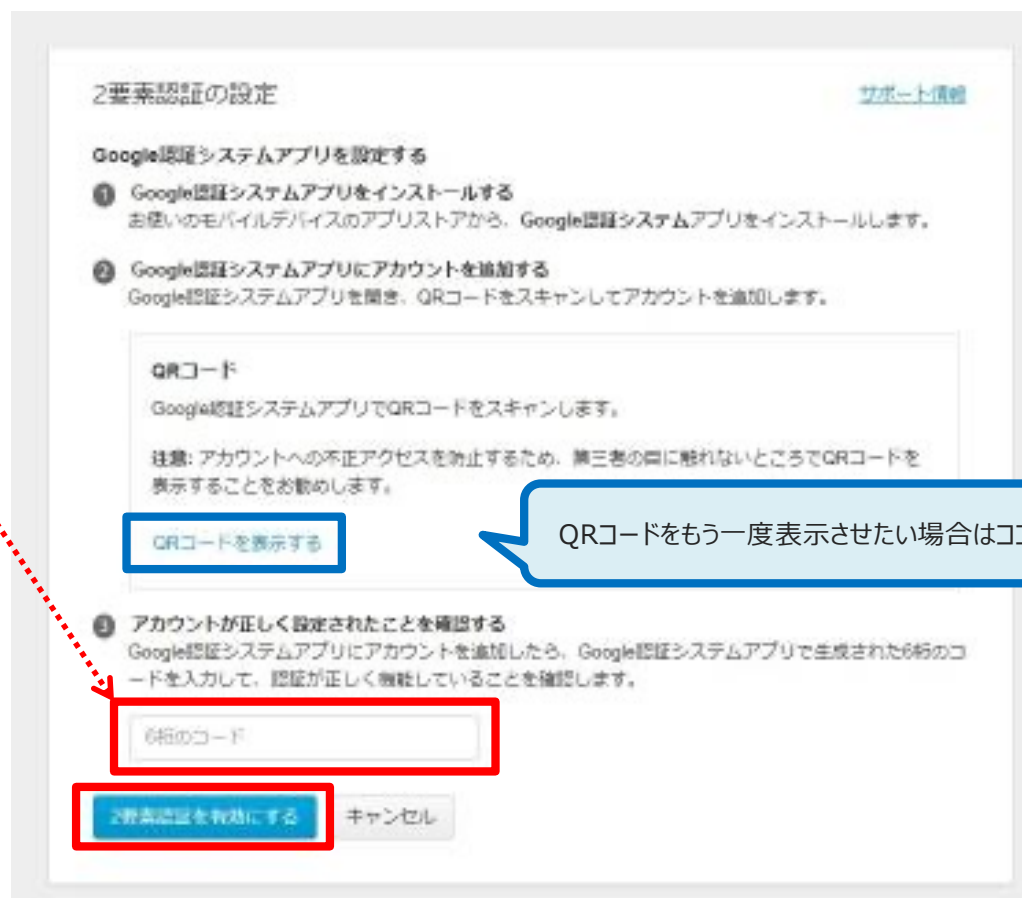 2要素認証の設定
サポート情報
Google認証システムアプリを設定する
1 Google認証システムアプリをインストールする
お使いのモバイルデバイスのアプリストアから、Google認証システムアプリをインストールします。
2 Google認証システムアプリにアカウントを追加する
Google認証システムアプリを開き、QRコードをスキャンしてアカウントを追加します。
QRコード
Google認証システムアプリでQRコードをスキャンします。
注意: アカウントへの不正アクセスを防止するため、第三者の目に触れないところでQRコードを
表示することをお勧めします。
QRコードを表示する
QRコードをもう一度表示させたい場合はココ
3 アカウントが正しく設定されたことを確認する
Google認証システムアプリにアカウントを追加したら、Google認証システムアプリで生成された6桁のコ
ードを入力して、認証が正しく機能していることを確認します。
6桁のコード
2要素認証を有効にする
キャンセル